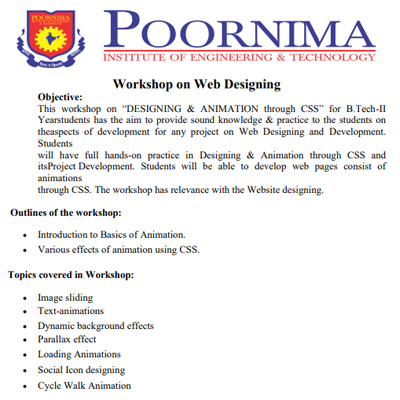 POORNIMA
POORNIMA
INSTITUTE OF ENGINEERING & TECHNOLOGY
Workshop on Web Designing
Objective:
This workshop on “DESIGNING & ANIMATION through CSS” for B.Tech-II
Yearstudents has the aim to provide sound knowledge & practice to the students on
theaspects of development for any project on Web Designing and Development.
Students
will have full hands-on practice in Designing & Animation through CSS and
itsProject Development. Students will be able to develop web pages consist of
animations
through CSS. The workshop has relevance with the Website designing.
Outlines of the workshop:
• Introduction to Basics of Animation.
• Various effects of animation using CSS.
Topics covered in Workshop:
• Image sliding
• Text-animations
• Dynamic background effects
• Parallax effect
• Loading Animations
• Social Icon designing
• Cycle Walk Animation